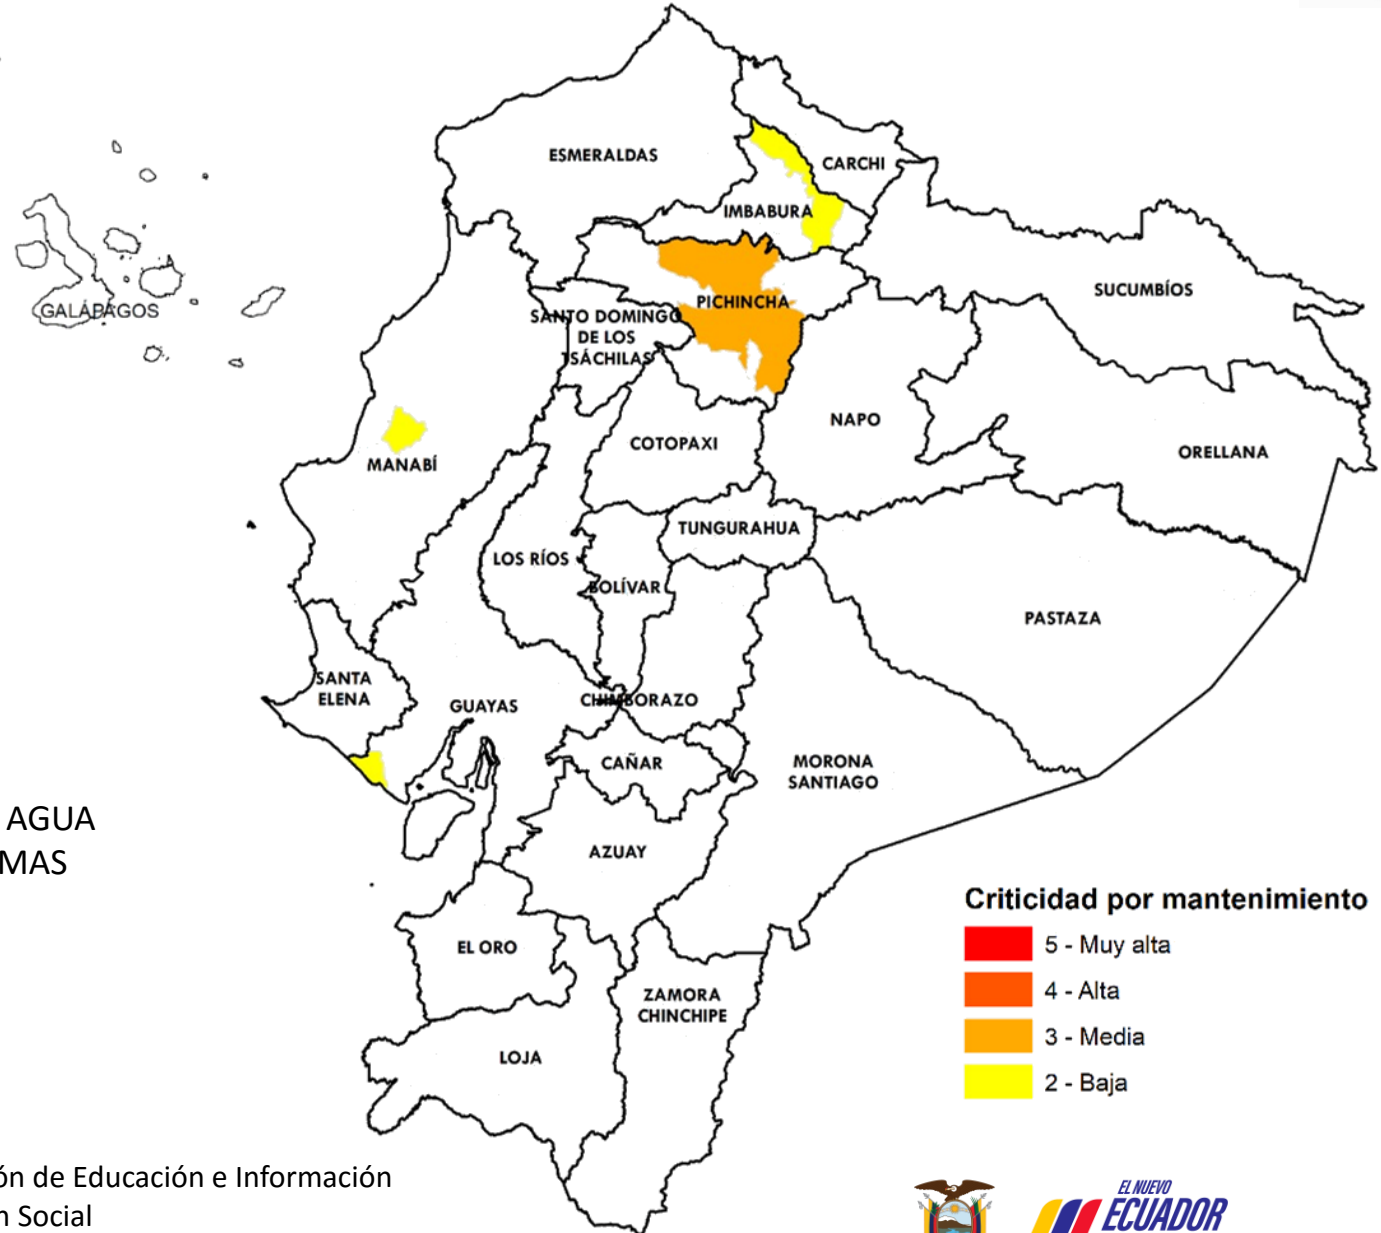 ESMERALDAS
CARCHI
IMBABURA
SUCUMBÍOS
GALÁPAGOS
PICHINCHA
SANTO DOMINGO
DE LOS
TSÁCHILAS
NAPO
COTOPAXI
ORELLANA
MANABÍ
TUNGURAHUA
LOS RÍOS
BOLÍVAR
PASTAZA
SANTA
ELENA
GUAYAS
CHIMBORAZO
CAÑAR
MORONA
SANTIAGO
AGUA
MAS
AZUAY
EL ORO
ZAMORA
CHINCHIPE
LOJA
Criticidad por mantenimiento
5 - Muy alta
4 - Alta
3 - Media
2 - Baja
ón de Educación e Información
n Social
EL NUEVO
ECUADOR